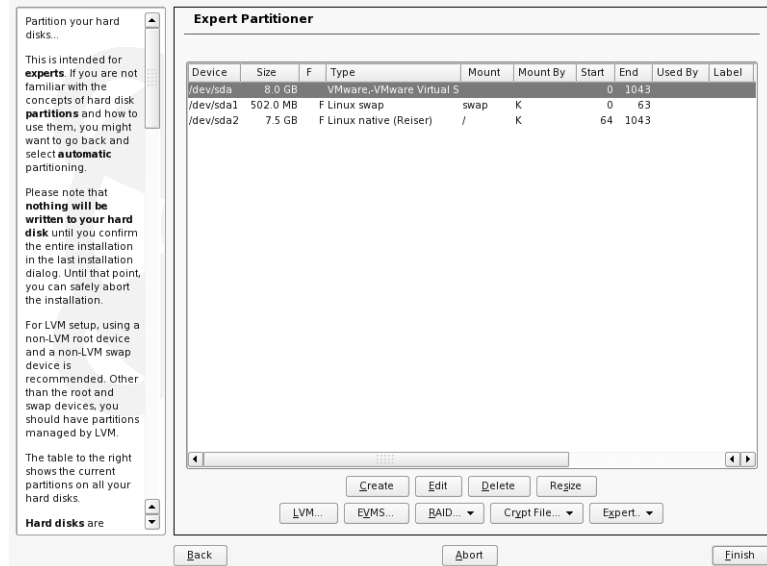 Partition your hard
disks...
This is intended for
experts. If you are not
familiar with the
concepts of hard disk
partitions and how to
use them, you might
want to go back and
select automatic
partitioning.
Please note that
nothing will be
written to your hard
disk until you confirm
the entire installation
in the last installation
dialog. Until that point,
you can safely abort
the installation.
For LVM setup, using a
non-LVM root device
and a non-LVM swap
device is
recommended. Other
than the root and
swap devices, you
should have partitions
managed by LVM.
The table to the right
shows the current
partitions on all your
hard disks.
Hard disks are
Expert Partitioner
Device Size F Type Mount Mount By Start End Used By Label
/dev/sda 8.0 GB VMware,-VMware Virtual S 0 1043
/dev/sda1 502.0 MB F Linux swap swap K 0 63
/dev/sda2 7.5 GB F Linux native (Reiser) / K 64 1043
Create Edit Delete Resize
LVM... EVMS... RAID... Crypt File... Expert..
Back Abort Finish